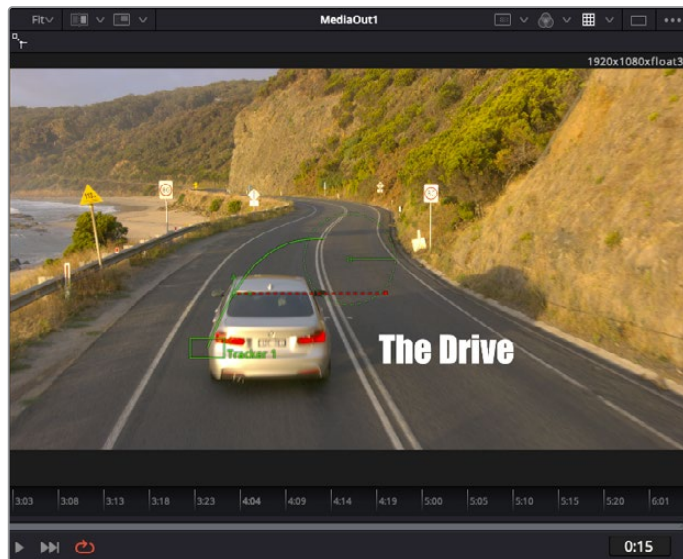 Fit MediaOut1
1920x1080xfloat3
Tracker 1
The Drive
3:03 3:08 3:13 3:18 3:23 4:04 4:09 4:14 4:19 5:00 5:05 5:10 5:15 5:20 6:01
0:15